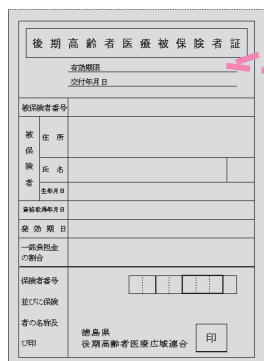 後期高齢者医療被保険者証
有効期限
交付年月日
被保険者番号
被保険者
住所
氏名
生年月日
資格取得年月日
発効期日
一部負担金の割合
保険者番号
並びに保険
者の名称及
び印
徳島県
後期高齢者医療広域連合
印